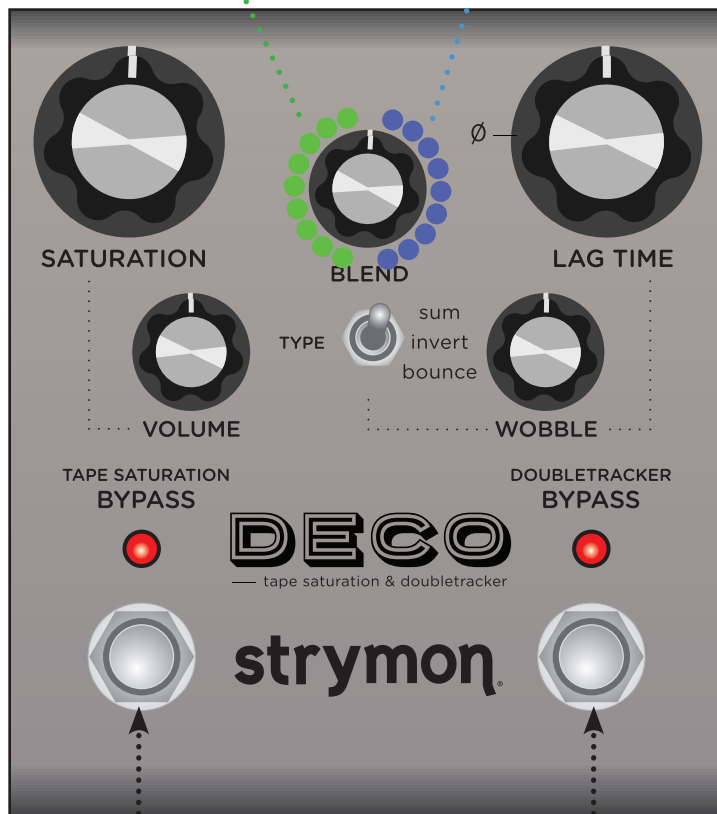 Ø
SATURATION
BLEND
LAG TIME
TYPE
sum
invert
bounce
VOLUME
WOBBLE
TAPE SATURATION
BYPASS
DOUBLETRACKER
BYPASS
DECO
tape saturation & doubletracker
strymon®